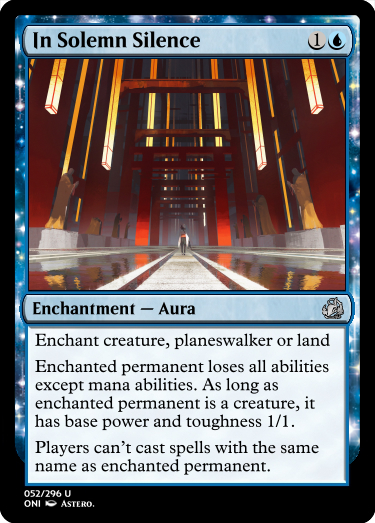 In Solemn Silence 1
Enchantment — Aura
Enchant creature, planeswalker or land
Enchanted permanent loses all abilities
except mana abilities. As long as
enchanted permanent is a creature, it
has base power and toughness 1/1.
Players can't cast spells with the same
name as enchanted permanent.
052/296 U
ONI Astero.